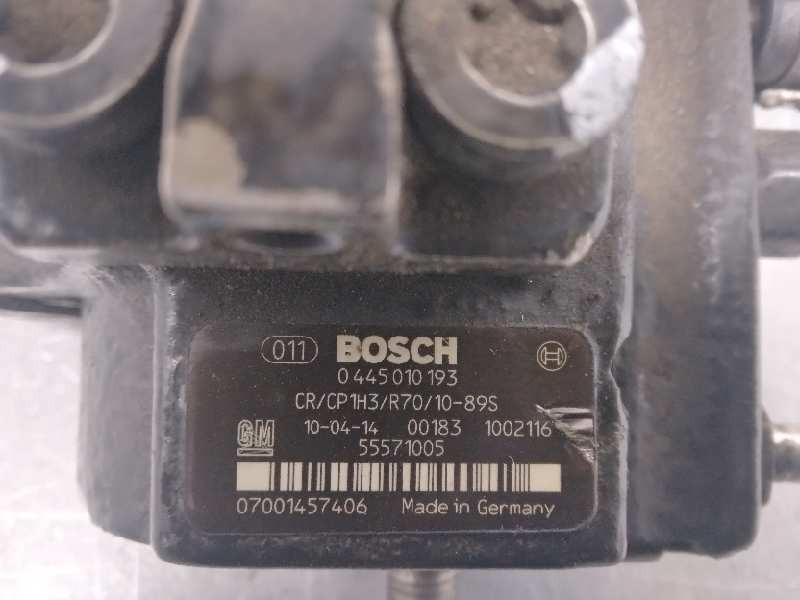 011 BOSCH
0 445 010 193
CR/CP1H3/R70/10-89S
GM 10-04-14 00183 1002116
55571005
07001457406 Made in Germany